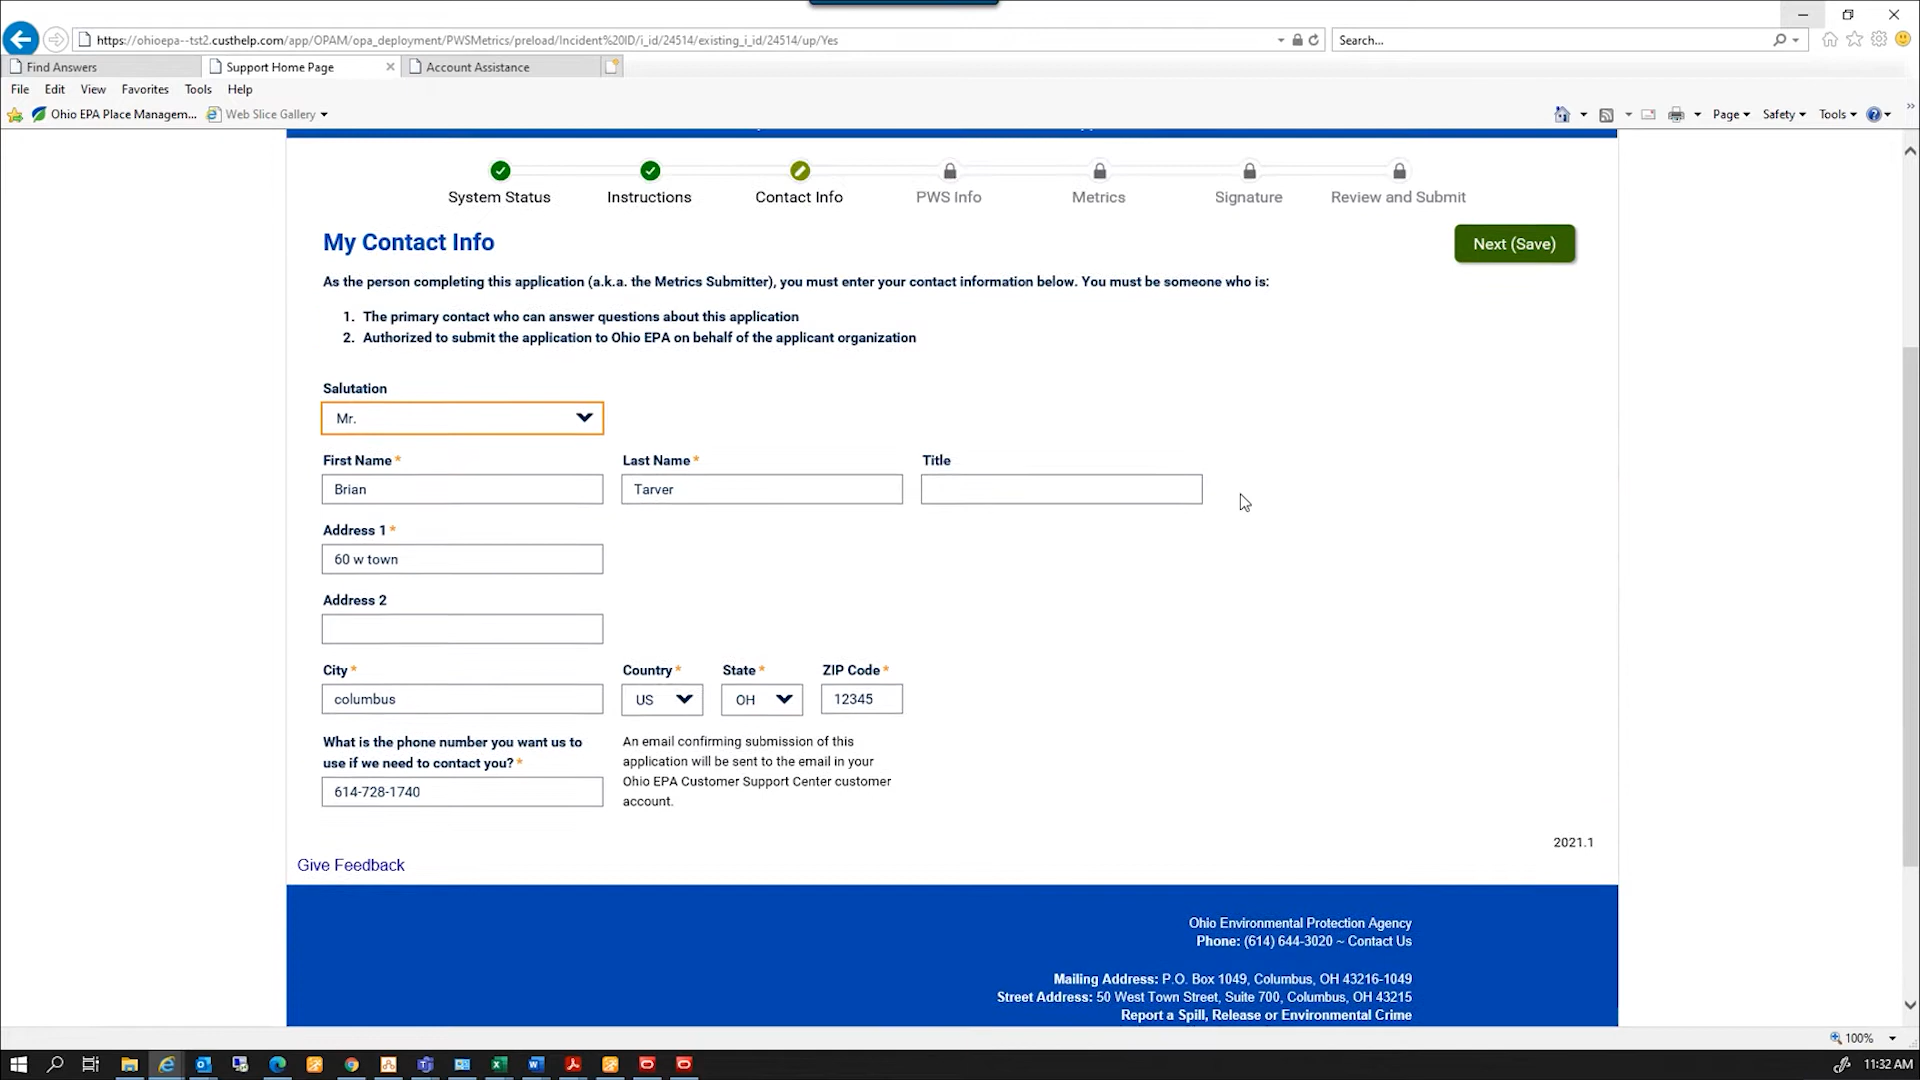 https://ohioepa--tst2.custhelp.com/app/OPAM/opa_deployment/PWSMetrics/preload/Incident%20ID/i_id/24514/existing_i_id/24514/up/Yes
Search...
Find Answers
Support Home Page
Account Assistance
File Edit View Favorites Tools Help
Ohio EPA Place Managem...
Web Slice Gallery
Page Safety Tools
System Status
Instructions
Contact Info
PWS Info
Metrics
Signature
Review and Submit
My Contact Info
Next (Save)
As the person completing this application (a.k.a. the Metrics Submitter), you must enter your contact information below. You must be someone who is:
1. The primary contact who can answer questions about this application
2. Authorized to submit the application to Ohio EPA on behalf of the applicant organization
Salutation
Mr.
First Name * Last Name * Title
Brian Tarver
Address 1 *
60 w town
Address 2
City * Country * State * ZIP Code *
columbus US OH 12345
What is the phone number you want us to
use if we need to contact you? *
614-728-1740
An email confirming submission of this
application will be sent to the email in your
Ohio EPA Customer Support Center customer
account.
2021.1
Give Feedback
Ohio Environmental Protection Agency
Phone: (614) 644-3020 ~ Contact Us
Mailing Address: P.O. Box 1049, Columbus, OH 43216-1049
Street Address: 50 West Town Street, Suite 700, Columbus, OH 43215
Report a Spill, Release or Environmental Crime
100%
11:32 AM